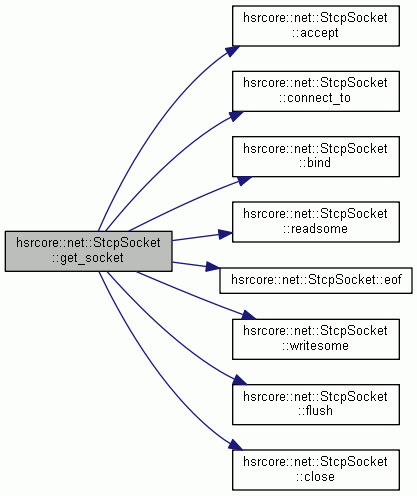 hsrcore::net::StcpSocket
::accept
hsrcore::net::StcpSocket
::connect_to
hsrcore::net::StcpSocket
::bind
hsrcore::net::StcpSocket
::readsome
hsrcore::net::StcpSocket
::get_socket
hsrcore::net::StcpSocket::eof
hsrcore::net::StcpSocket
::writesome
hsrcore::net::StcpSocket
::flush
hsrcore::net::StcpSocket
::close